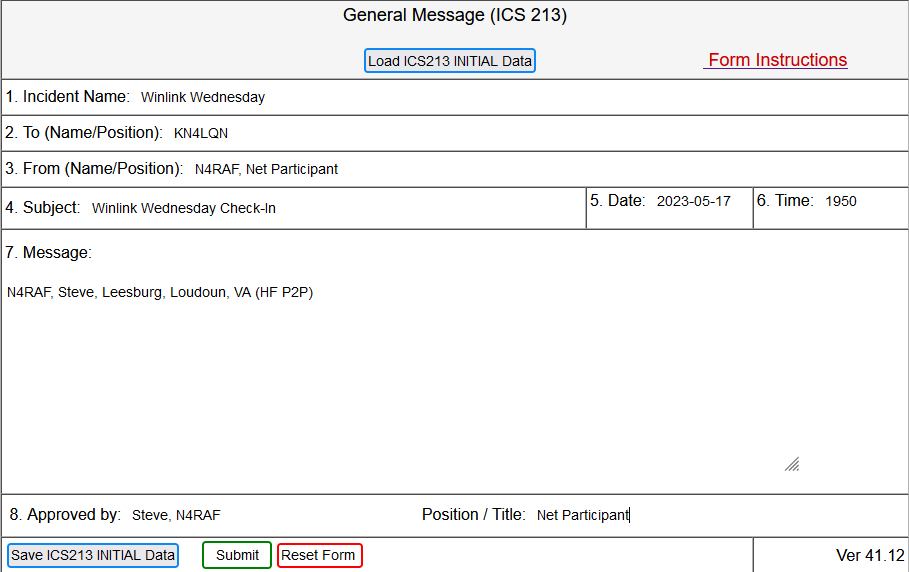 General Message (ICS 213)
Load ICS213 INITIAL Data Form Instructions
1. Incident Name: Winlink Wednesday
2. To (Name/Position): KN4LQN
3. From (Name/Position): N4RAF, Net Participant
4. Subject: Winlink Wednesday Check-In 5. Date: 2023-05-17 6. Time: 1950
7. Message:
N4RAF, Steve, Leesburg, Loudoun, VA (HF P2P)
8. Approved by: Steve, N4RAF Position / Title: Net Participant
Save ICS213 INITIAL Data Submit Reset Form Ver 41.12